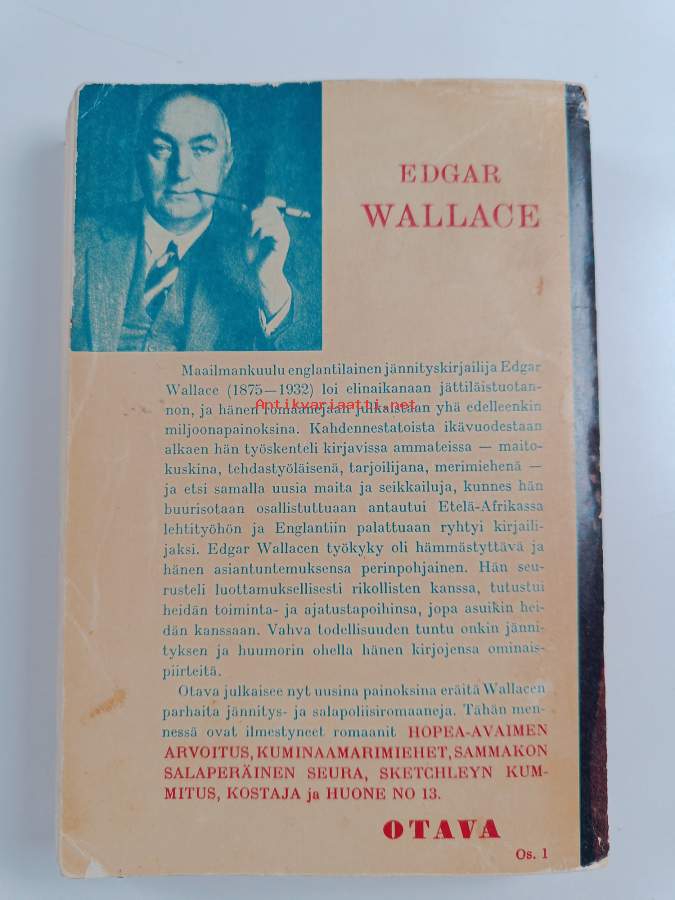 EDGAR
WALLACE
Maailmankuulu englantilainen jännityskirjailija Edgar
Wallace (1875—1932) loi elinaikanaan jättiläistuotan-
non, ja hänen romaanejaan julkaistaan yhä edelleenkin
Antikvariaatti.net
miljoonapainoksina. Kahdennestatoista ikävuodestaan
alkaen hän työskenteli kirjavissa ammateissa — maito-
kuskina, tehdastyöläisenä, tarjoilijana, merimiehenä —
ja etsi samalla uusia maita ja seikkailuja, kunnes hän
buurisotaan osallistuttuaan antautui Etelä-Afrikassa
lehtityöhön ja Englantiin palattuaan ryhtyi kirjaili-
jaksi. Edgar Wallacen työkyky oli hämmästyttävä ja
hänen asiantuntemuksensa perinpohjainen. Hän seu-
rusteli luottamuksellisesti rikollisten kanssa, tutustui
heidän toiminta- ja ajatustapoihinsa, jopa asuikin hei-
dän kanssaan. Vahva todellisuuden tuntu onkin jänni-
tyksen ja huumorin ohella hänen kirjojensa ominais-
piirteitä.
Otava julkaisee nyt uusina painoksina eräitä Wallacen
parhaita jännitys- ja salapoliisiromaaneja. Tähän men-
nessä ovat ilmestyneet romaanit HOPEA-AVAIMEN
ARVOITUS, KUMINAAMARIMIEHET, SAMMAKON
SALAPERÄINEN SEURA, SKETCHLEYN KUM-
MITUS, KOSTAJA ja HUONE NO 13.
OTAVA
Os. 1